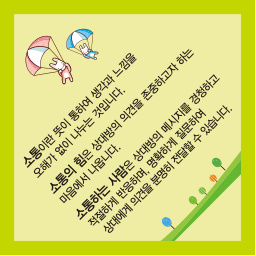 소통이란 뜻이 통하여 생각과 느낌을
오해가 없이 나누는 것입니다.
소통의 힘은 상대방의 의견을 존중하고자 하는
마음에서 나옵니다.
소통하는 사람은 상대방의 메시지를 경청하고
적절하게 반응하며, 명확하게 질문하여
상대에게 의견을 분명히 전달할 수 있습니다.